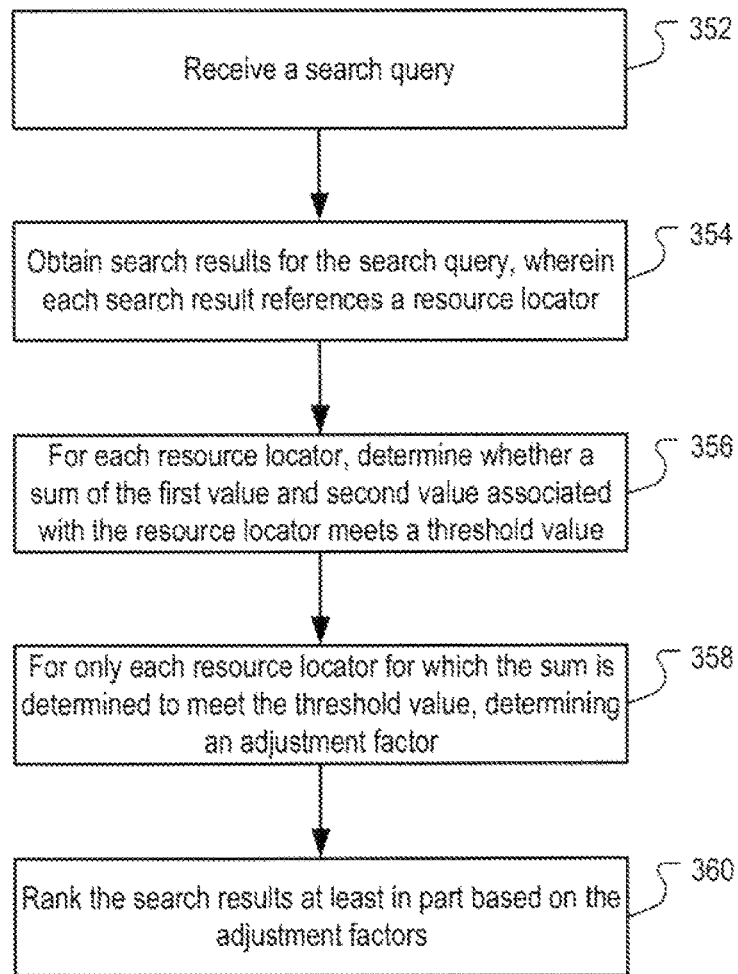 Receive a search query
352
Obtain search results for the search query, wherein
each search result references a resource locator
354
For each resource locator, determine whether a
sum of the first value and second value associated
with the resource locator meets a threshold value
356
For only each resource locator for which the sum is
determined to meet the threshold value, determining
an adjustment factor
358
Rank the search results at least in part based on the
adjustment factors
360